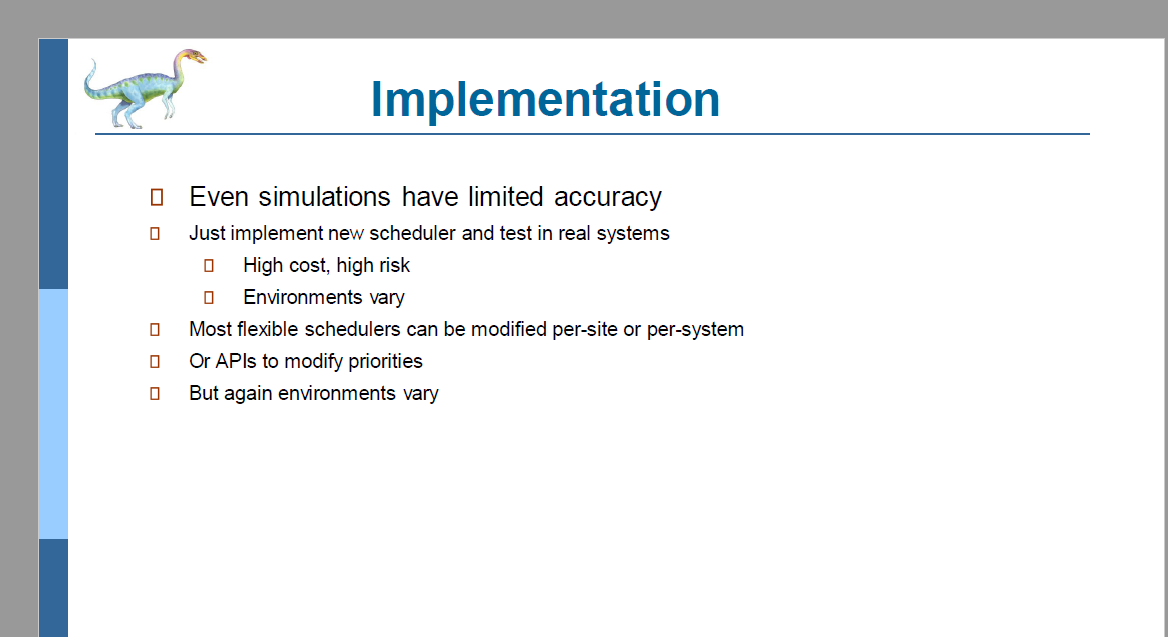 Implementation
Even simulations have limited accuracy
Just implement new scheduler and test in real systems
High cost, high risk
Environments vary
Most flexible schedulers can be modified per-site or per-system
Or APIs to modify priorities
But again environments vary